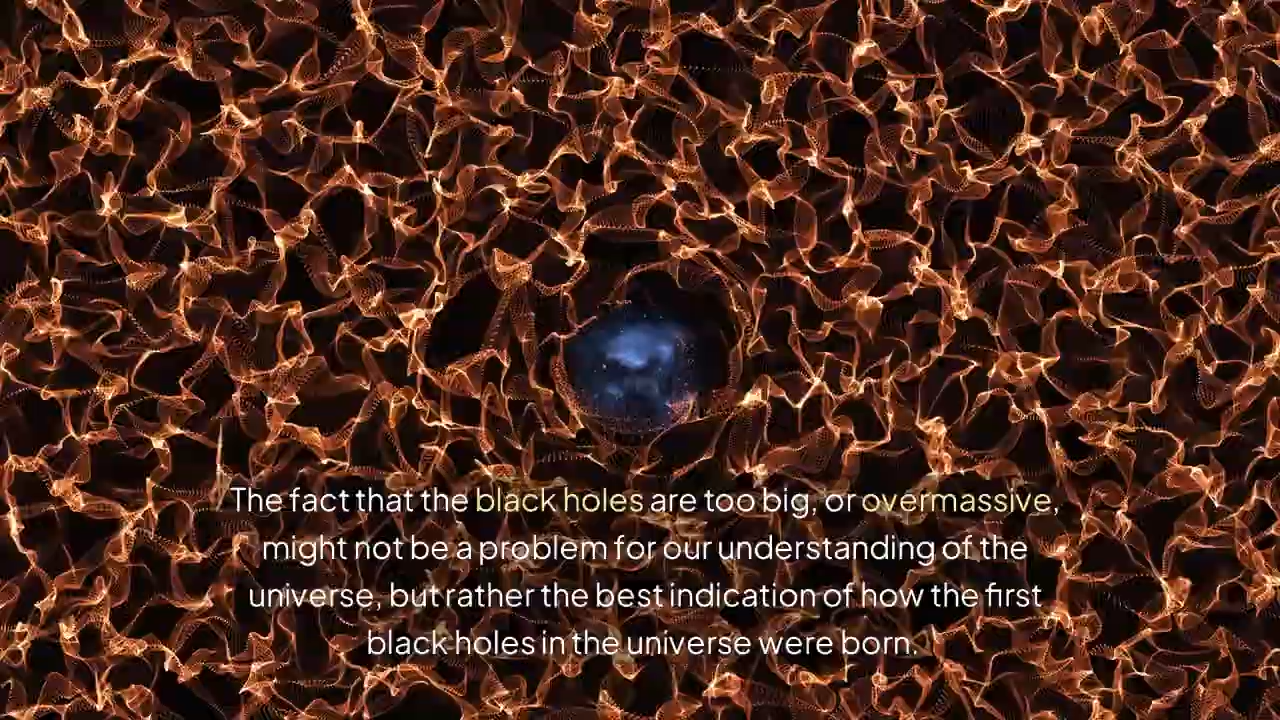 The fact that the black holes are too big, or overmassive,
might not be a problem for our understanding of the
universe, but rather the best indication of how the first
black holes in the universe were born.